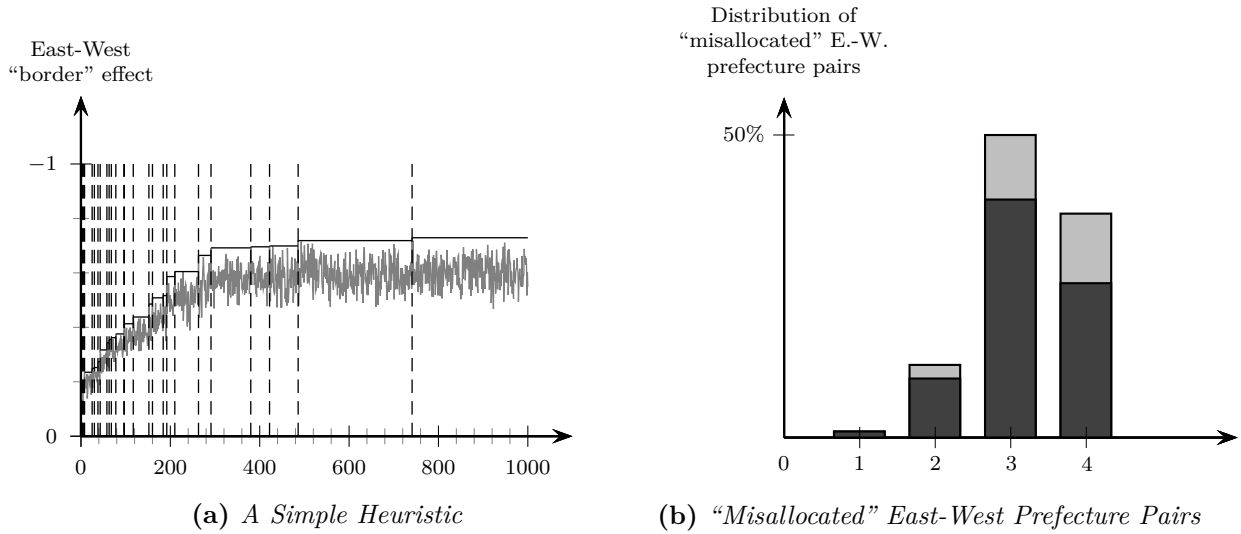 East-West
“border” effect
−1
0
0 200 400 600 800 1000
(a) A Simple Heuristic
Distribution of
“misallocated” E.-W.
prefecture pairs
50%
0 1 2 3 4
(b) “Misallocated” East-West Prefecture Pairs